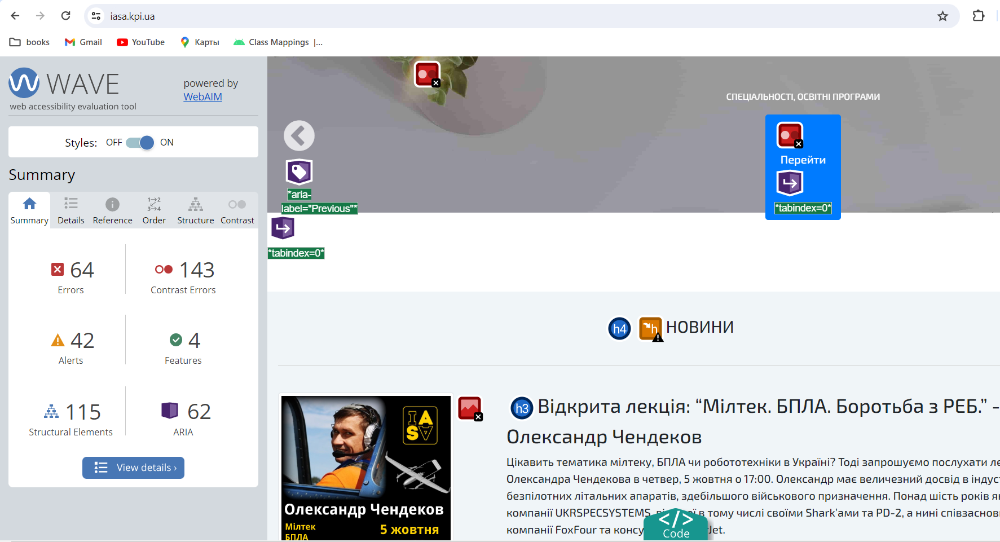 iasa.kpi.ua
books
Gmail
YouTube
Карты
Class Mappings |...
WAVE
web accessibility evaluation tool
powered by
WebAIM
Styles: OFF ON
Summary
Summary
Details
Reference
Order
Structure
Contrast
64
Errors
143
Contrast Errors
42
Alerts
4
Features
115
Structural Elements
62
ARIA
View details ›
СПЕЦІАЛЬНОСТІ, ОСВІТНІ ПРОГРАМИ
Перейти
*tabindex=0*
*aria-
label="Previous"*
*tabindex=0*
h4 h НОВИНИ
IASA
Олександр Чендеков
Мілтек
БПЛА
5 жовтня
h3 Відкрита лекція: “Мілтек. БПЛА. Боротьба з РЕБ.” -
Олександр Чендеков
Цікавить тематика мілтеку, БПЛА чи робототехніки в Україні? Тоді запрошуємо послухати
Олександра Чендекова в четвер, 5 жовтня о 17:00. Олександр має величезний досвід в
безпілотних літальних апаратів, здебільшого військового призначення. Понад шість років
компанії UKRSPECSYSTEMS, в тому числі своїми Shark’ами та PD-2, а нині
компанії FoxFour та
</> Code